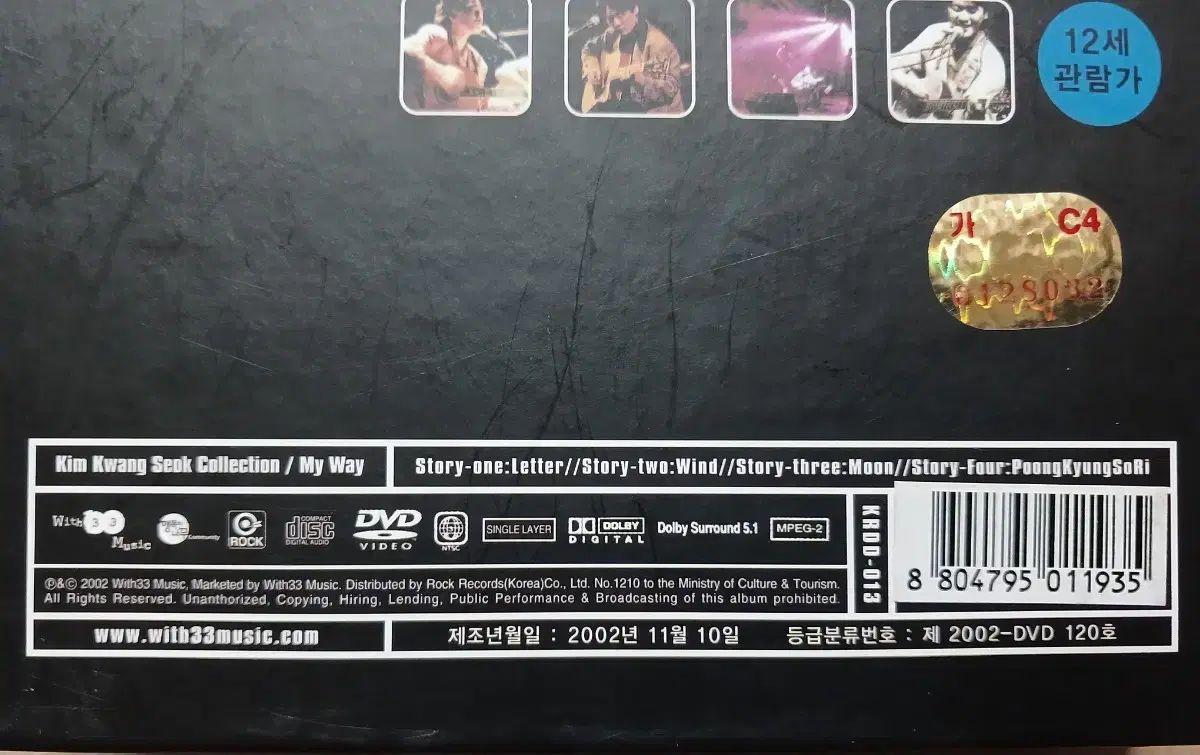 12세
관람가
가 C4
Kim Kwang Seok Collection / My Way
Story-one:Letter//Story-two:Wind//Story-three:Moon//Story-Four:PoongKyungSoRi
With 33 Music
Community
ROCK
COMPACT disc DIGITAL AUDIO
DVD VIDEO
NTSC
SINGLE LAYER
DOLBY DIGITAL
Dolby Surround 5.1
MPEG-2
KRDD-013
8 804795 011935
℗&© 2002 With33 Music, Marketed by With33 Music. Distributed by Rock Records(Korea)Co., Ltd. No.1210 to the Ministry of Culture & Tourism.
All Rights Reserved. Unanthorized, Copying, Hiring, Lending, Public Performance & Broadcasting of this album prohibited.
www.with33music.com
제조년월일 : 2002년 11월 10일 등급분류번호 : 제 2002-DVD 120호